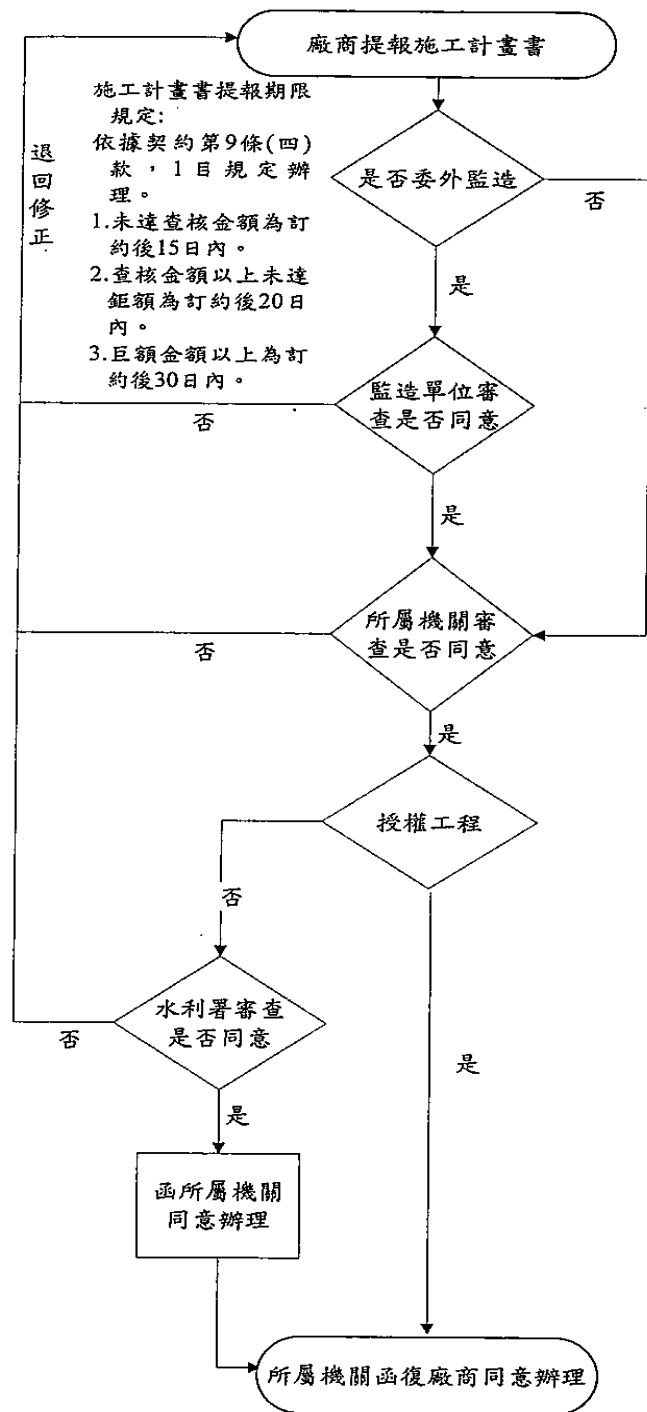 廠商提報施工計畫書
施工計畫書提報期限
規定:
依據契約第9條(四)
款，1目規定辦
理。
1.未達查核金額為訂
約後15日內。
2.查核金額以上未達
鉅額為訂約後20日
內。
3.巨額金額以上為訂
約後30日內。
退回修正
是否委外監造
否
是
監造單位審
查是否同意
否
是
所屬機關審
查是否同意
否
是
授權工程
否
水利署審查
是否同意
否
是
是
函所屬機關
同意辦理
所屬機關函復廠商同意辦理